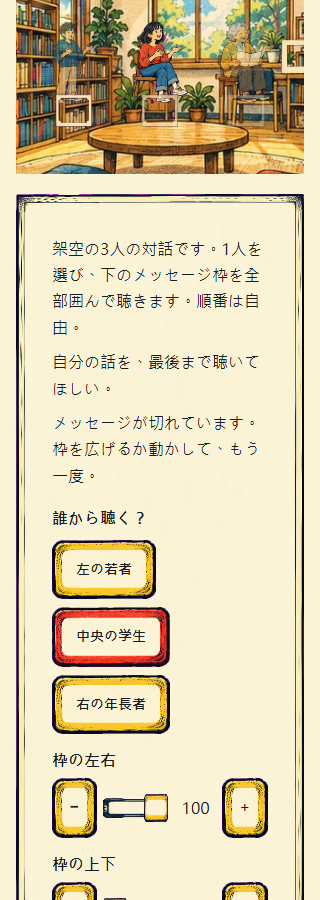 架空の3人の対話です。1人を
選び、下のメッセージ枠を全
部囲んで聴きます。順番は自
由。
自分の話を、最後まで聴いて
ほしい。
メッセージが切れています。
枠を広げるか動かして、もう
一度。
誰から聴く？
左の若者
中央の学生
右の年長者
枠の左右
−
100
+
枠の上下